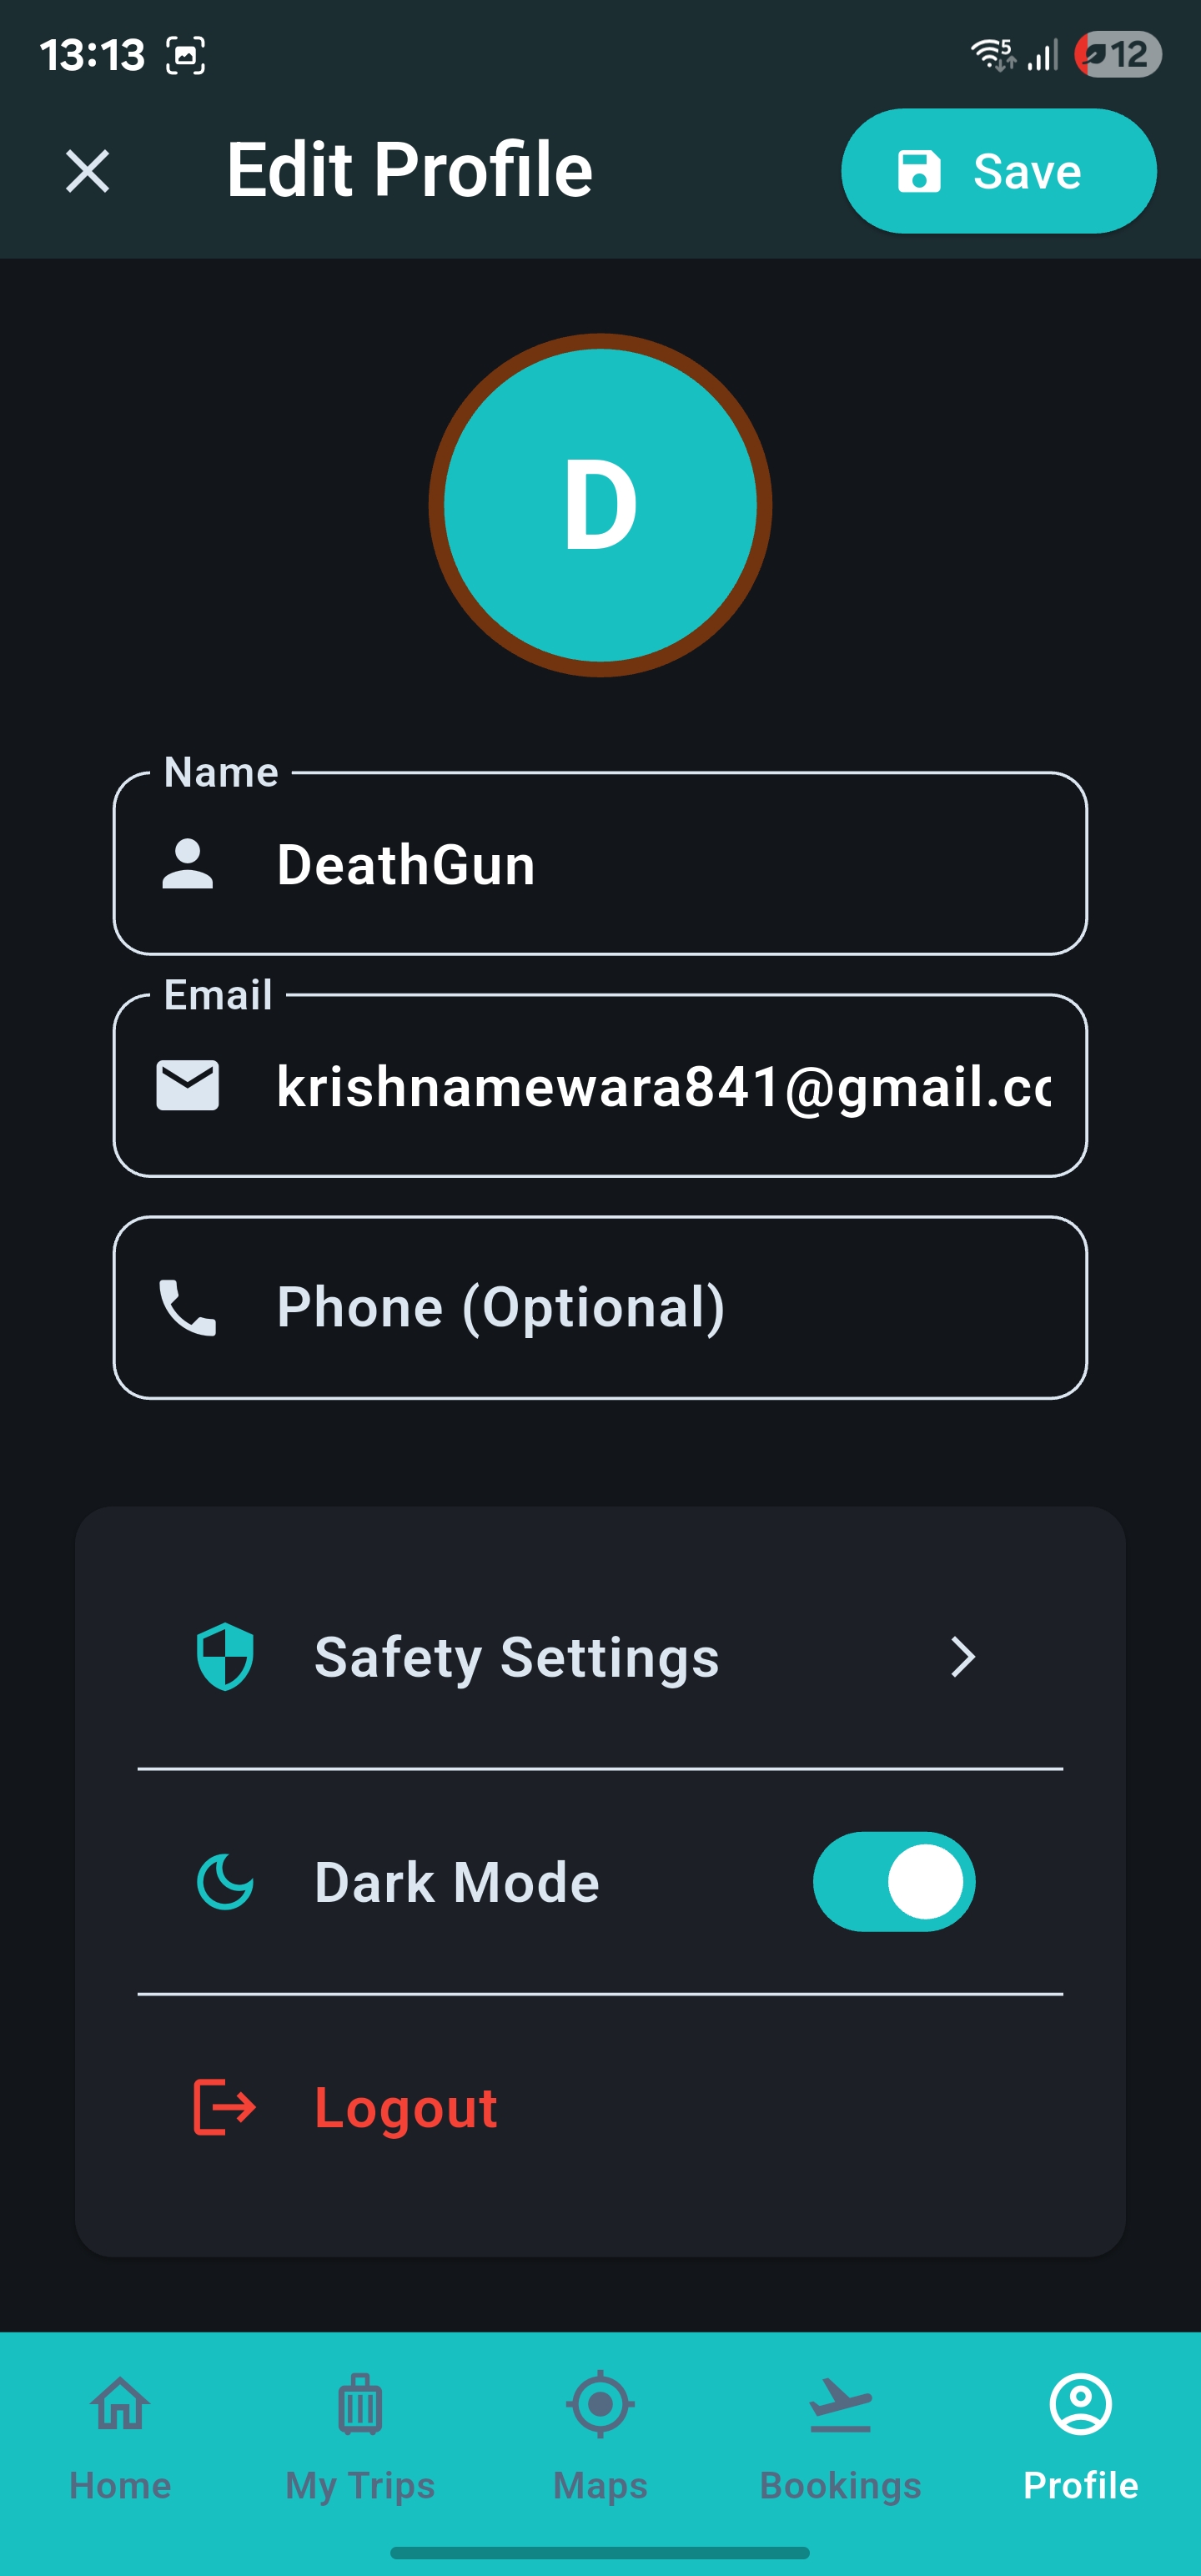 13:13
5
12
Edit Profile
Save
D
Name
DeathGun
Email
krishnamewara841@gmail.cc
Phone (Optional)
Safety Settings
Dark Mode
Logout
Home
My Trips
Maps
Bookings
Profile